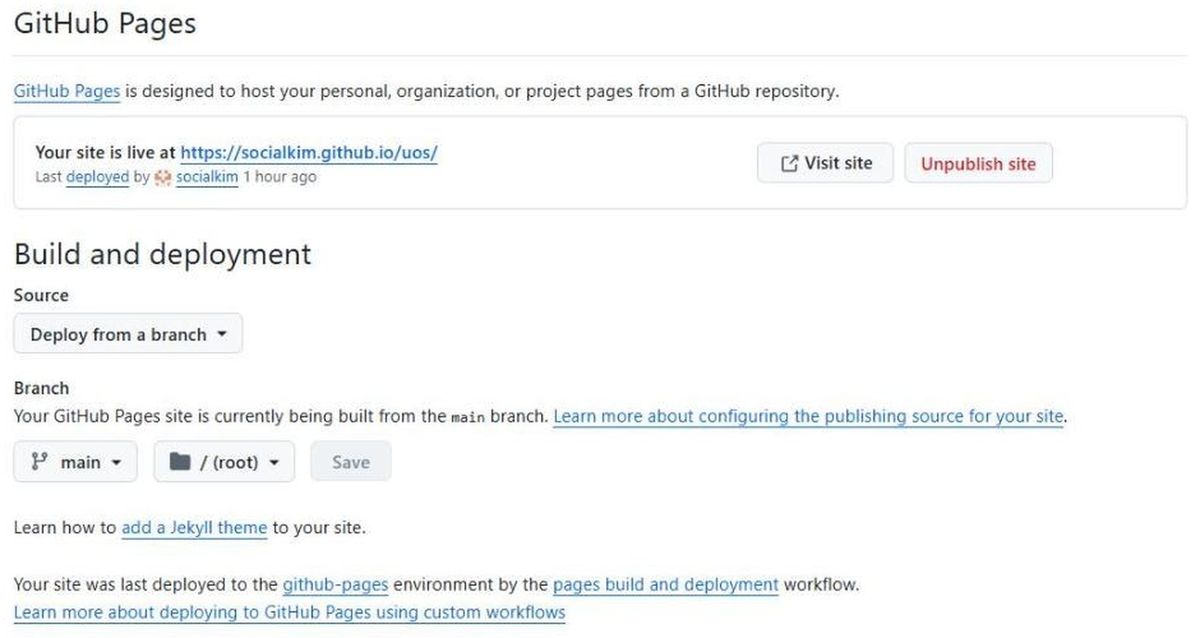 GitHub Pages
GitHub Pages is designed to host your personal, organization, or project pages from a GitHub repository.
Your site is live at https://socialkim.github.io/uos/
Last deployed by socialkim 1 hour ago
Visit site
Unpublish site
Build and deployment
Source
Deploy from a branch
Branch
Your GitHub Pages site is currently being built from the main branch. Learn more about configuring the publishing source for your site.
main
/ (root)
Save
Learn how to add a Jekyll theme to your site.
Your site was last deployed to the github-pages environment by the pages build and deployment workflow.
Learn more about deploying to GitHub Pages using custom workflows